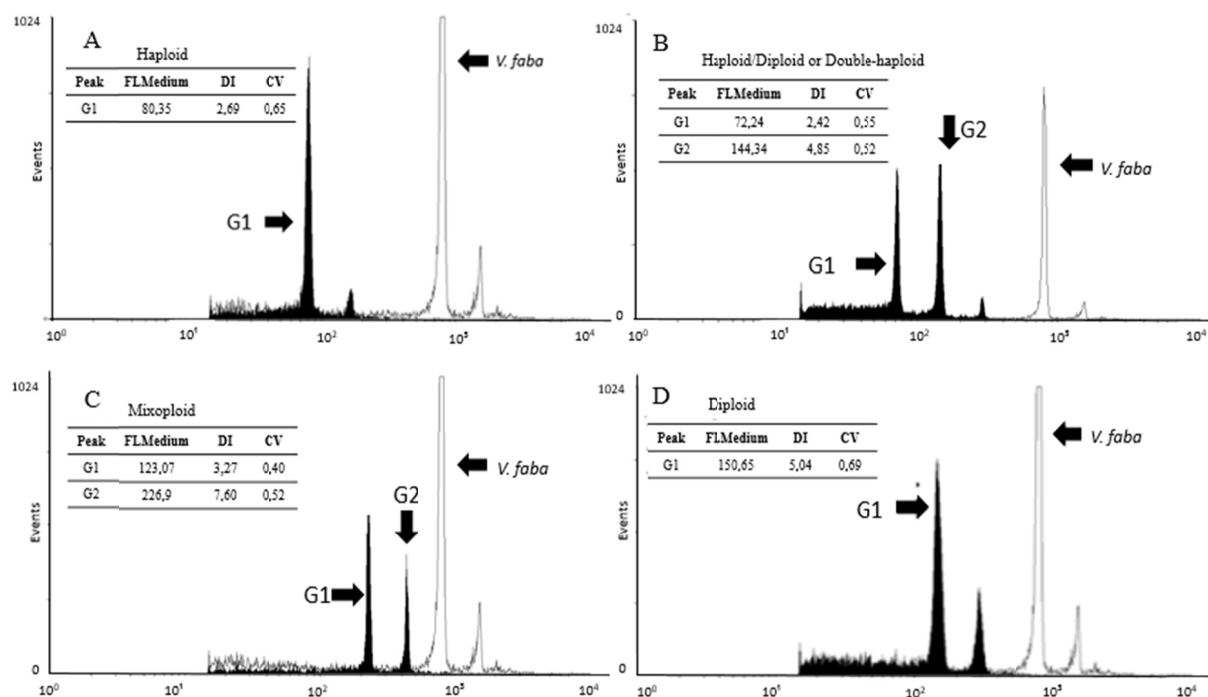 1024
A
Haploid
Peak FLMedium DI CV
G1 80,35 2,69 0,65
V. faba
G1
Events
0
10⁰ 10¹ 10² 10³ 10⁴
1024
B
Haploid/Diploid or Double-haploid
Peak FLMedium DI CV
G1 72,24 2,42 0,55
G2 144,34 4,85 0,52
G2
V. faba
G1
Events
0
10⁰ 10¹ 10² 10³ 10⁴
1024
C
Mixoploid
Peak FLMedium DI CV
G1 123,07 3,27 0,40
G2 226,9 7,60 0,52
V. faba
G2
G1
Events
0
10⁰ 10¹ 10² 10³ 10⁴
1024
D
Diploid
Peak FLMedium DI CV
G1 150,65 5,04 0,69
V. faba
*
G1
Events
0
10⁰ 10¹ 10² 10³ 10⁴